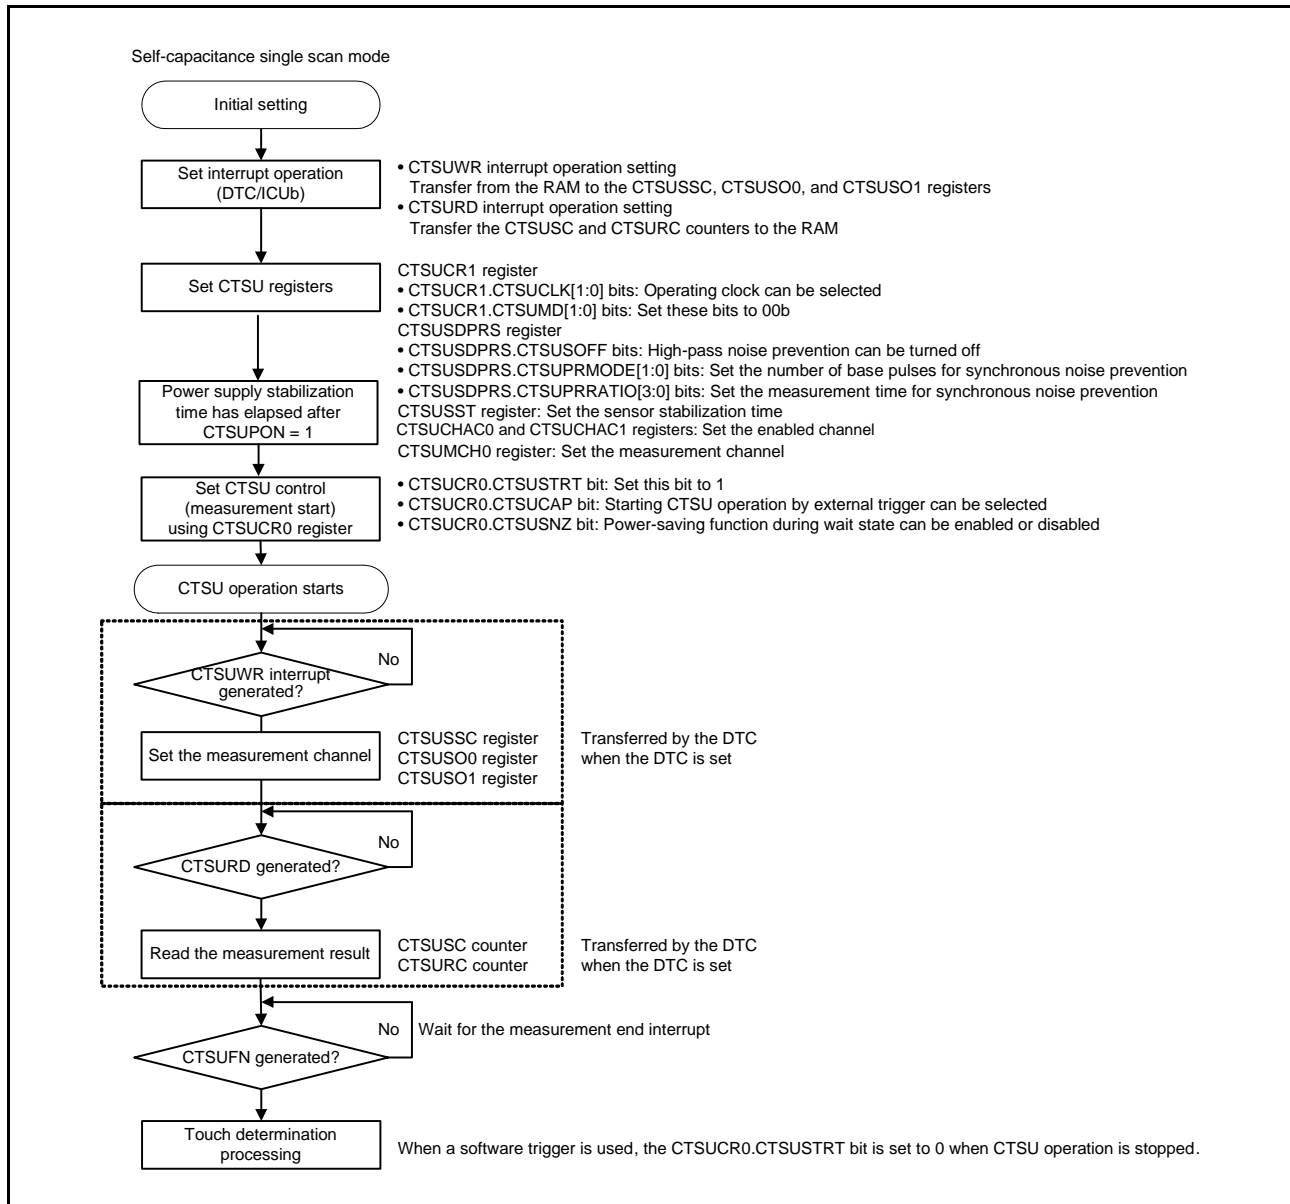 Self-capacitance single scan mode
Initial setting
Set interrupt operation
(DTC/ICUb)
• CTSUWR interrupt operation setting
Transfer from the RAM to the CTSUSSC, CTSUSO0, and CTSUSO1 registers
• CTSURD interrupt operation setting
Transfer the CTSUSC and CTSURC counters to the RAM
Set CTSU registers
CTSUCR1 register
• CTSUCR1.CTSUCLK[1:0] bits: Operating clock can be selected
• CTSUCR1.CTSUMD[1:0] bits: Set these bits to 00b
CTSUSDPRS register
• CTSUSDPRS.CTSUSOFF bits: High-pass noise prevention can be turned off
• CTSUSDPRS.CTSUPRMODE[1:0] bits: Set the number of base pulses for synchronous noise prevention
• CTSUSDPRS.CTSUPRRATIO[3:0] bits: Set the measurement time for synchronous noise prevention
CTSUSST register: Set the sensor stabilization time
CTSUCHAC0 and CTSUCHAC1 registers: Set the enabled channel
CTSUMCH0 register: Set the measurement channel
Power supply stabilization
time has elapsed after
CTSUPON = 1
Set CTSU control
(measurement start)
using CTSUCR0 register
• CTSUCR0.CTSUSTRT bit: Set this bit to 1
• CTSUCR0.CTSUCAP bit: Starting CTSU operation by external trigger can be selected
• CTSUCR0.CTSUSNZ bit: Power-saving function during wait state can be enabled or disabled
CTSU operation starts
No
CTSUWR interrupt
generated?
Set the measurement channel
CTSUSSC register
CTSUSO0 register
CTSUSO1 register
Transferred by the DTC
when the DTC is set
No
CTSURD generated?
Read the measurement result
CTSUSC counter
CTSURC counter
Transferred by the DTC
when the DTC is set
No
Wait for the measurement end interrupt
CTSUFN generated?
Touch determination
processing
When a software trigger is used, the CTSUCR0.CTSUSTRT bit is set to 0 when CTSU operation is stopped.